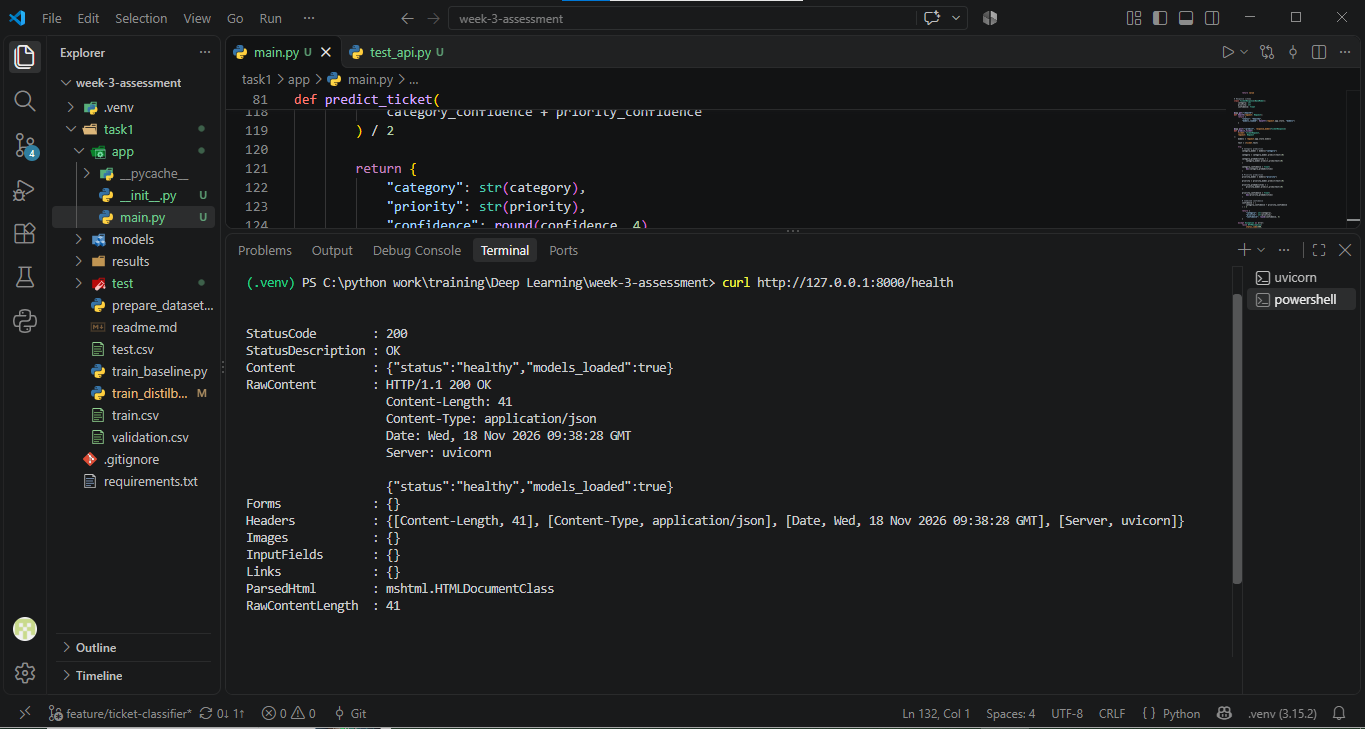 File Edit Selection View Go Run ···
week-3-assessment
Explorer ···
week-3-assessment
.venv
task1
app
__pycache__
__init__.py U
main.py U
models
results
test
prepare_dataset...
readme.md
test.csv
train_baseline.py
train_distilb... M
train.csv
validation.csv
.gitignore
requirements.txt
Outline
Timeline
4
main.py U
test_api.py U
task1 > app > main.py > ...
81 def predict_ticket(
118 category_confidence + priority_confidence
119 ) / 2
120
121 return {
122 "category": str(category),
123 "priority": str(priority),
124 "confidence": round(confidence, 4)
Problems Output Debug Console Terminal Ports
uvicorn
powershell
(.venv) PS C:\python work\training\Deep Learning\week-3-assessment> curl http://127.0.0.1:8000/health
StatusCode : 200
StatusDescription : OK
Content : {"status":"healthy","models_loaded":true}
RawContent : HTTP/1.1 200 OK
Content-Length: 41
Content-Type: application/json
Date: Wed, 18 Nov 2026 09:38:28 GMT
Server: uvicorn
{"status":"healthy","models_loaded":true}
Forms : {}
Headers : {[Content-Length, 41], [Content-Type, application/json], [Date, Wed, 18 Nov 2026 09:38:28 GMT], [Server, uvicorn]}
Images : {}
InputFields : {}
Links : {}
ParsedHtml : mshtml.HTMLDocumentClass
RawContentLength : 41
feature/ticket-classifier* 0↓ 1↑ 0 0 Git
Ln 132, Col 1 Spaces: 4 UTF-8 CRLF { } Python .venv (3.15.2)